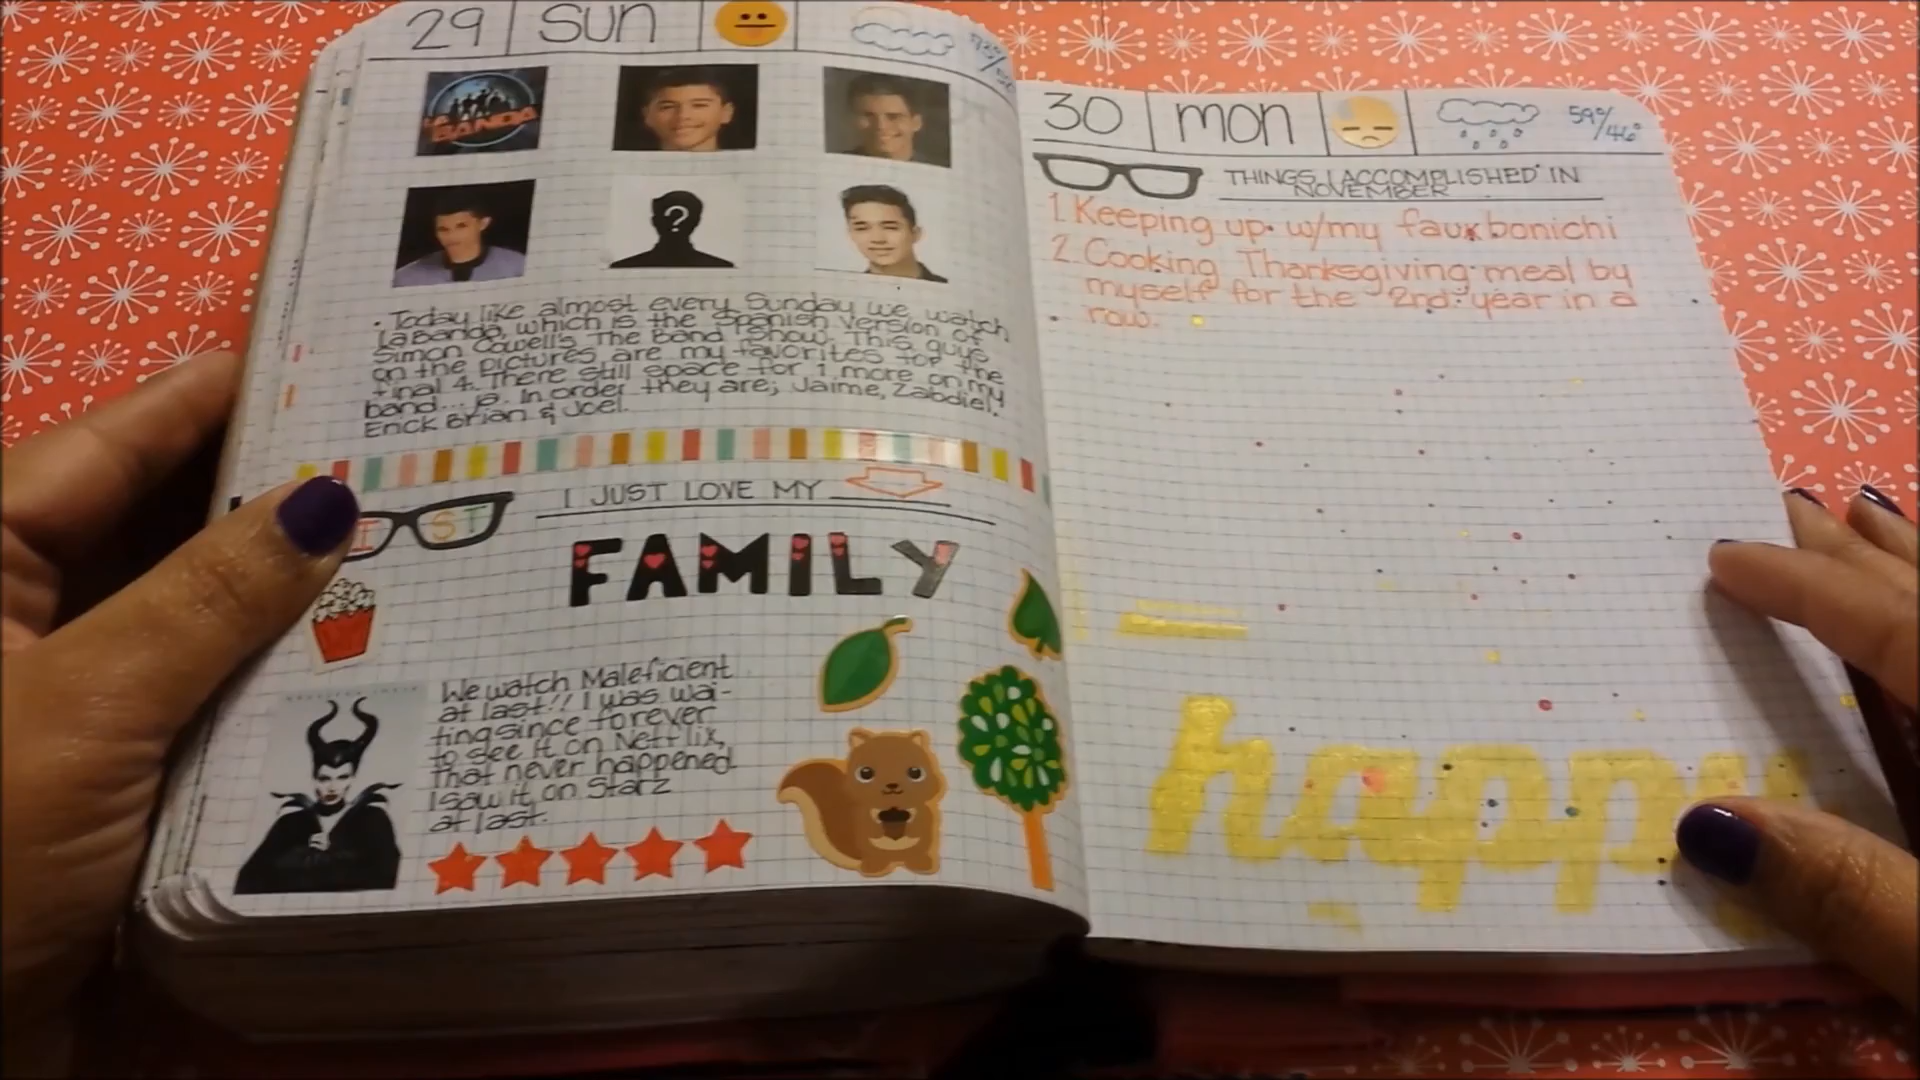 29 SUN
LA BANDA
?
. Today like almost every Sunday we watch
La Banda, which is the Spanish version of
Simon Cowell's The Band Show. This guys
on the pictures are my favorites for the
final 4. There still space for 1 more on my
band... In order they are; Jaime, Zabdiel,
Erick Brian & Joel.
I JUST LOVE MY
IST
FAMILY
We watch Maleficient
at last!! I was wai-
ting since forever
to see it on Netflix,
that never happened
I saw it on Starz
at last.
30 mon 59°/46°
THINGS I ACCOMPLISHED IN
NOVEMBER
1. Keeping up w/my faux bonichi
2. Cooking Thanksgiving meal by
myself for the 2nd year in a
row.
happy